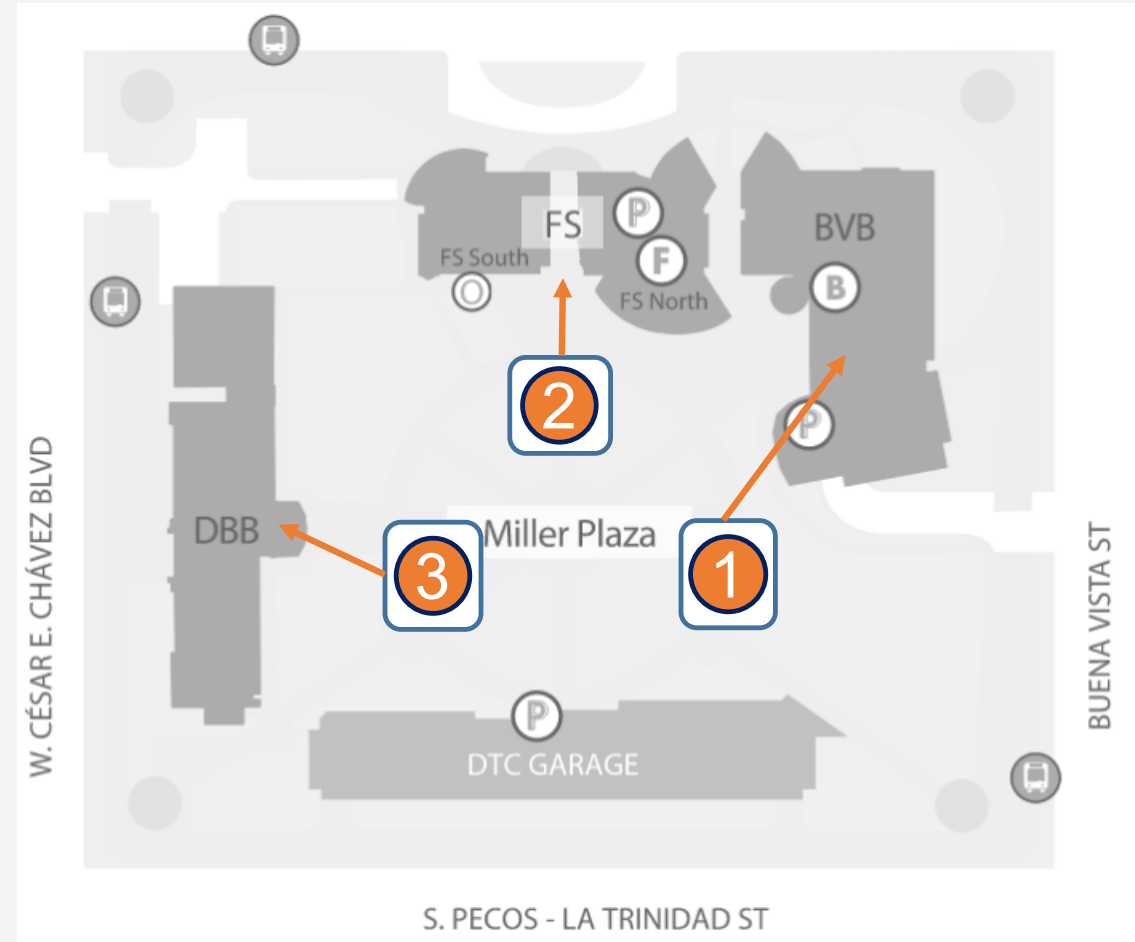 FS
P
BVB
FS South
F
B
O
FS North
2
P
W. CÉSAR E. CHÁVEZ BLVD
DBB
Miller Plaza
3
1
BUENA VISTA ST
P
DTC GARAGE
S. PECOS - LA TRINIDAD ST